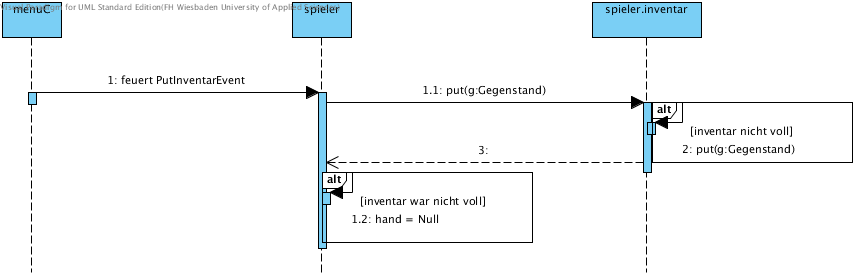 Visual Paradigm for UML Standard Edition(FH Wiesbaden University of Applied Sciences)
menuC
spieler
spieler.inventar
1: feuert PutInventarEvent
1.1: put(g:Gegenstand)
alt
[inventar nicht voll]
2: put(g:Gegenstand)
3:
alt
[inventar war nicht voll]
1.2: hand = Null